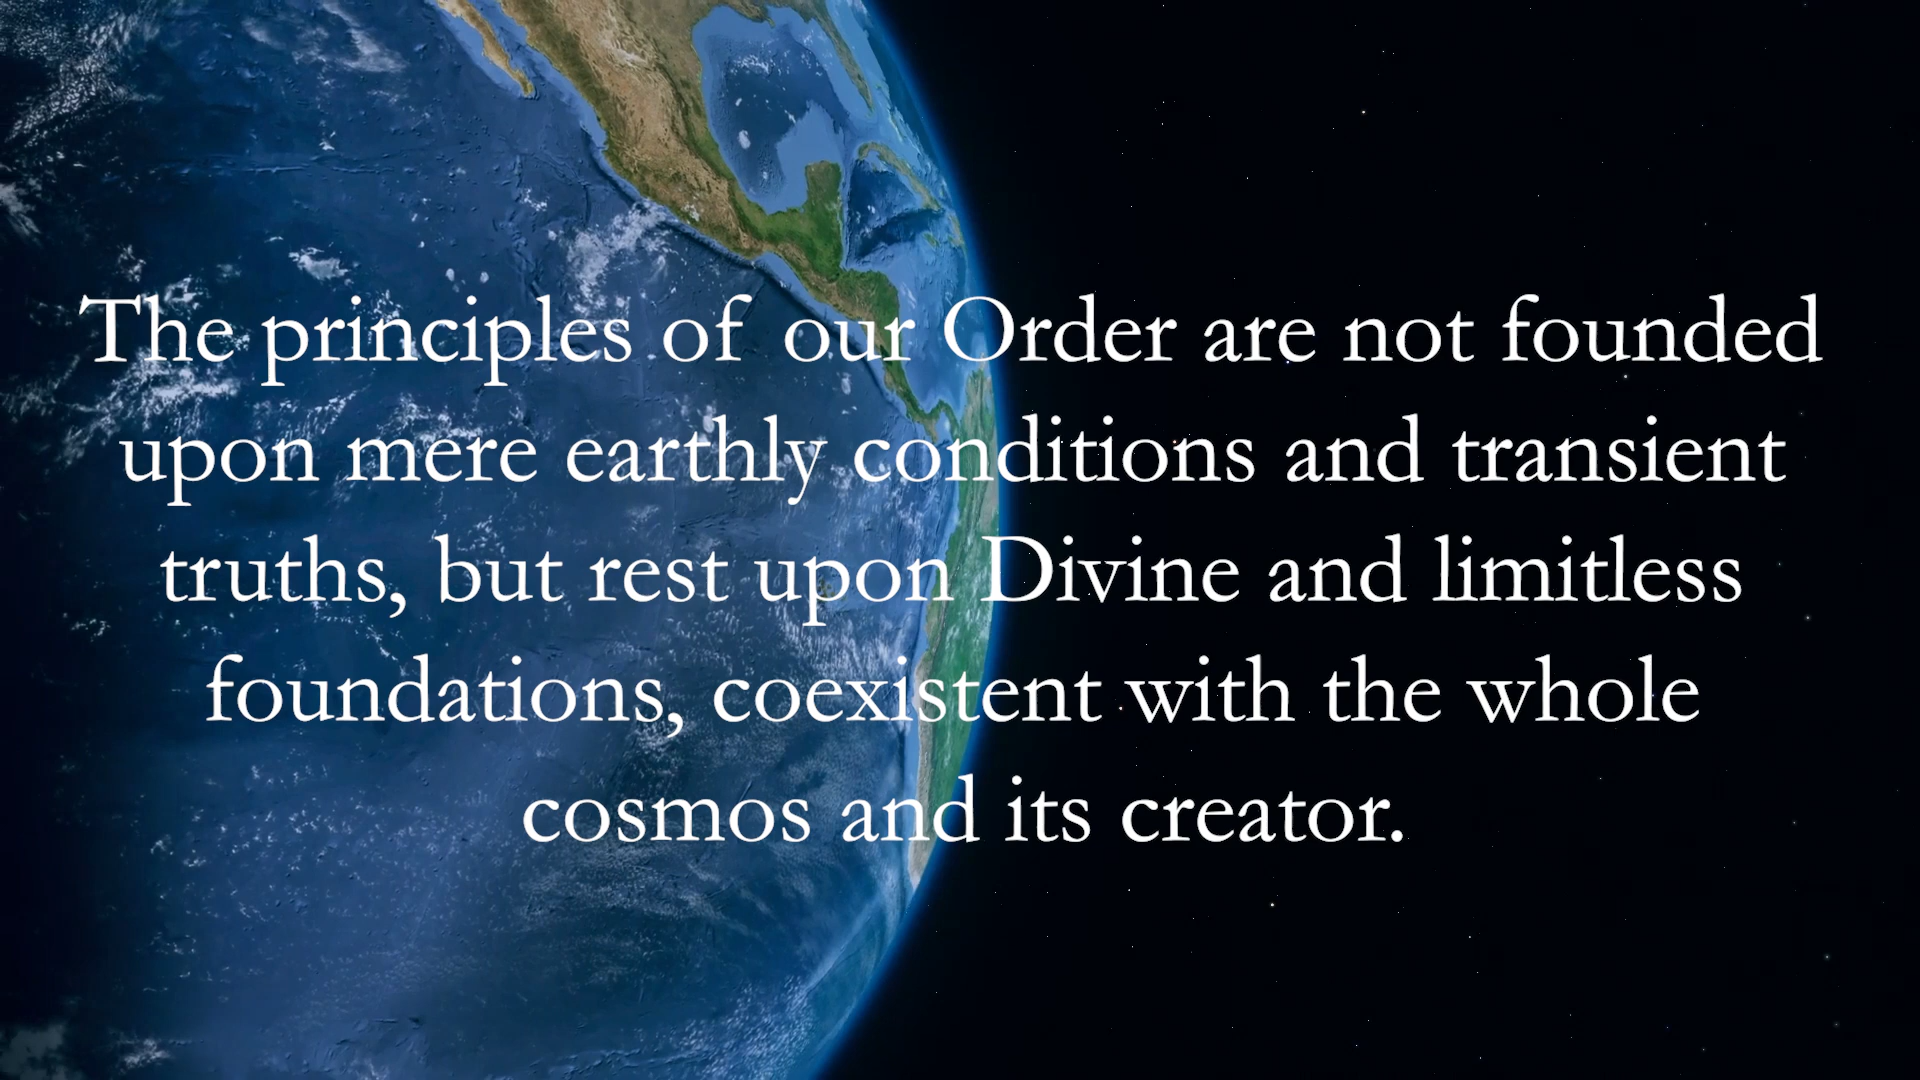 The principles of our Order are not founded
upon mere earthly conditions and transient
truths, but rest upon Divine and limitless
foundations, coexistent with the whole
cosmos and its creator.